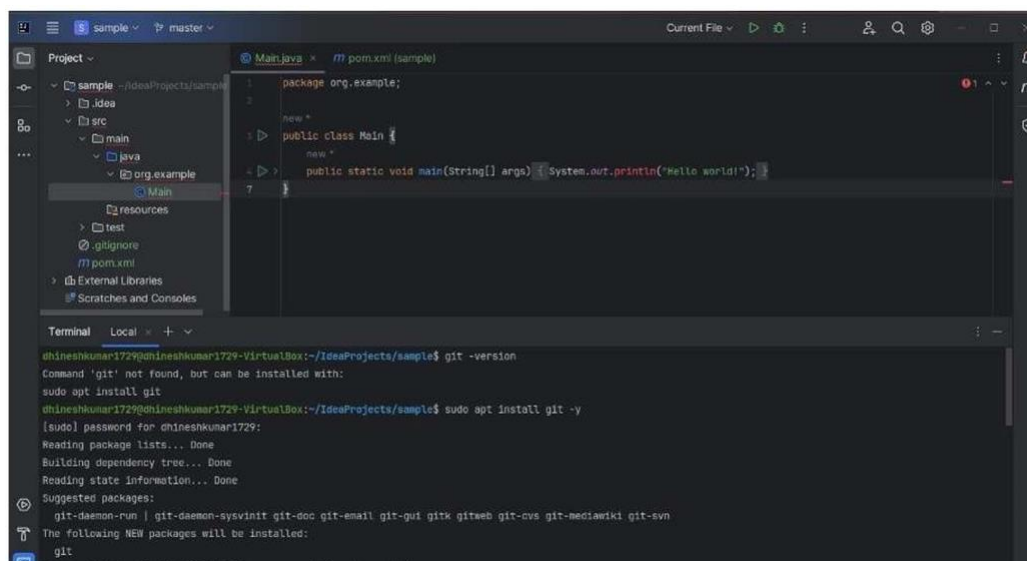 S sample master Current File
Project
Main.java × m pom.xml (sample)
sample ~/IdeaProjects/sample
.idea
src
main
java
org.example
Main
resources
test
.gitignore
m pom.xml
External Libraries
Scratches and Consoles
1 package org.example;
2
new *
3 public class Main {
new *
4 public static void main(String[] args) { System.out.println("Hello world!"); }
7 }
1
Terminal Local × +
dhineshkumar1729@dhineshkumar1729-VirtualBox:~/IdeaProjects/sample$ git -version
Command 'git' not found, but can be installed with:
sudo apt install git
dhineshkumar1729@dhineshkumar1729-VirtualBox:~/IdeaProjects/sample$ sudo apt install git -y
[sudo] password for dhineshkumar1729:
Reading package lists... Done
Building dependency tree... Done
Reading state information... Done
Suggested packages:
git-daemon-run | git-daemon-sysvinit git-doc git-email git-gui gitk gitweb git-cvs git-mediawiki git-svn
The following NEW packages will be installed:
git